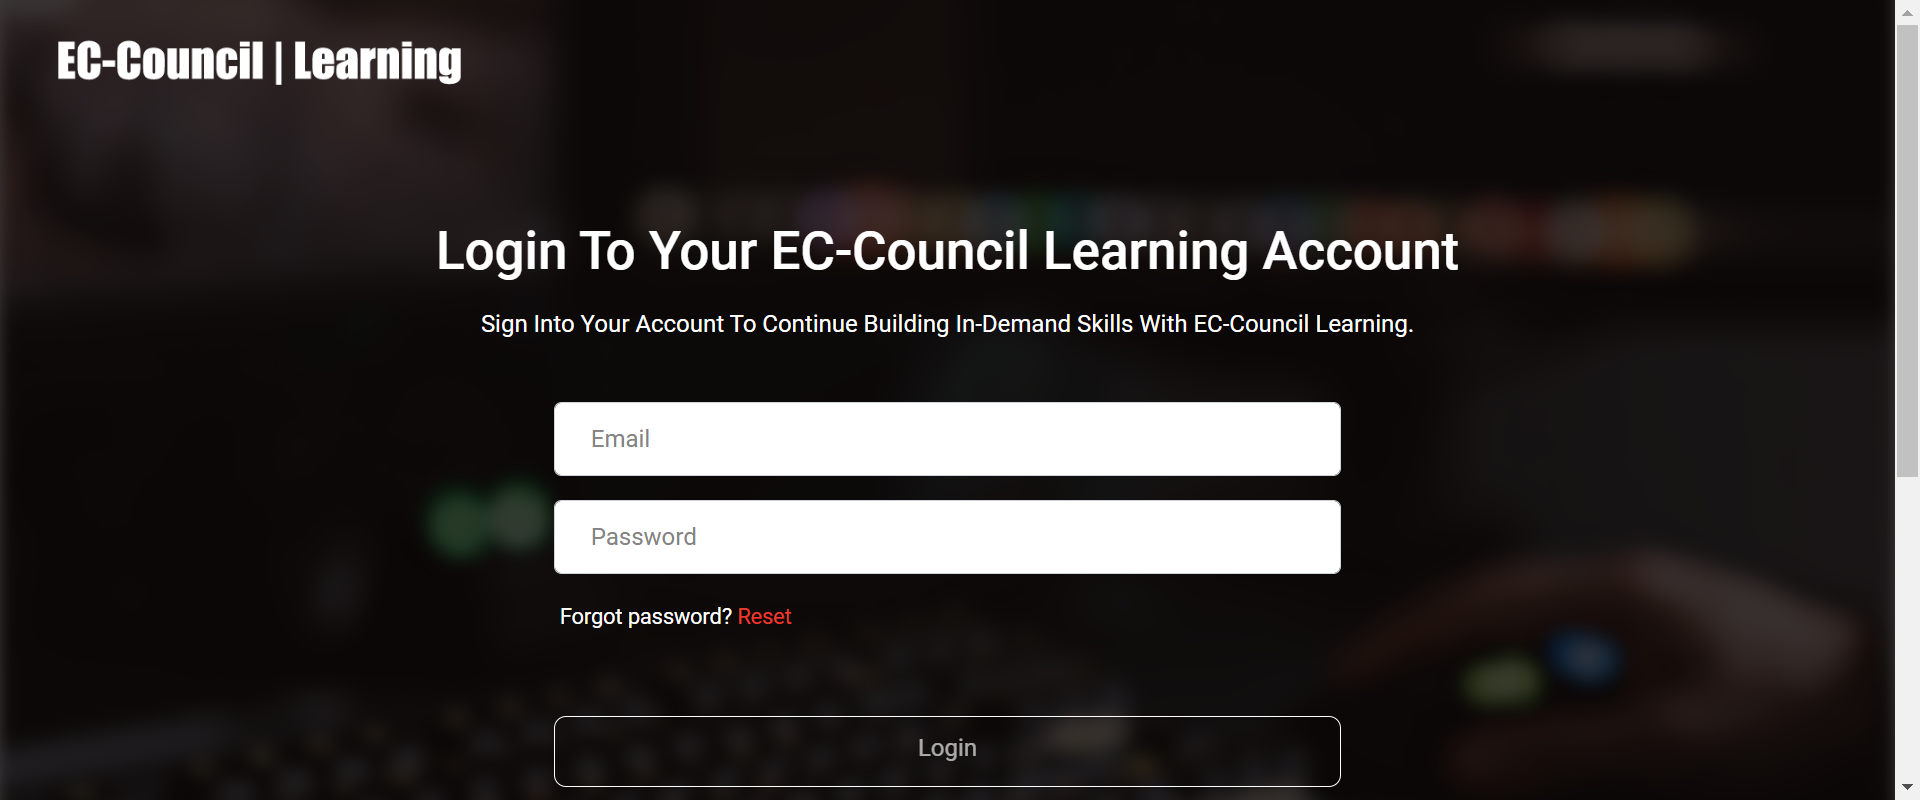 EC-Council | Learning
Login To Your EC-Council Learning Account
Sign Into Your Account To Continue Building In-Demand Skills With EC-Council Learning.
Email
Password
Forgot password? Reset
Login